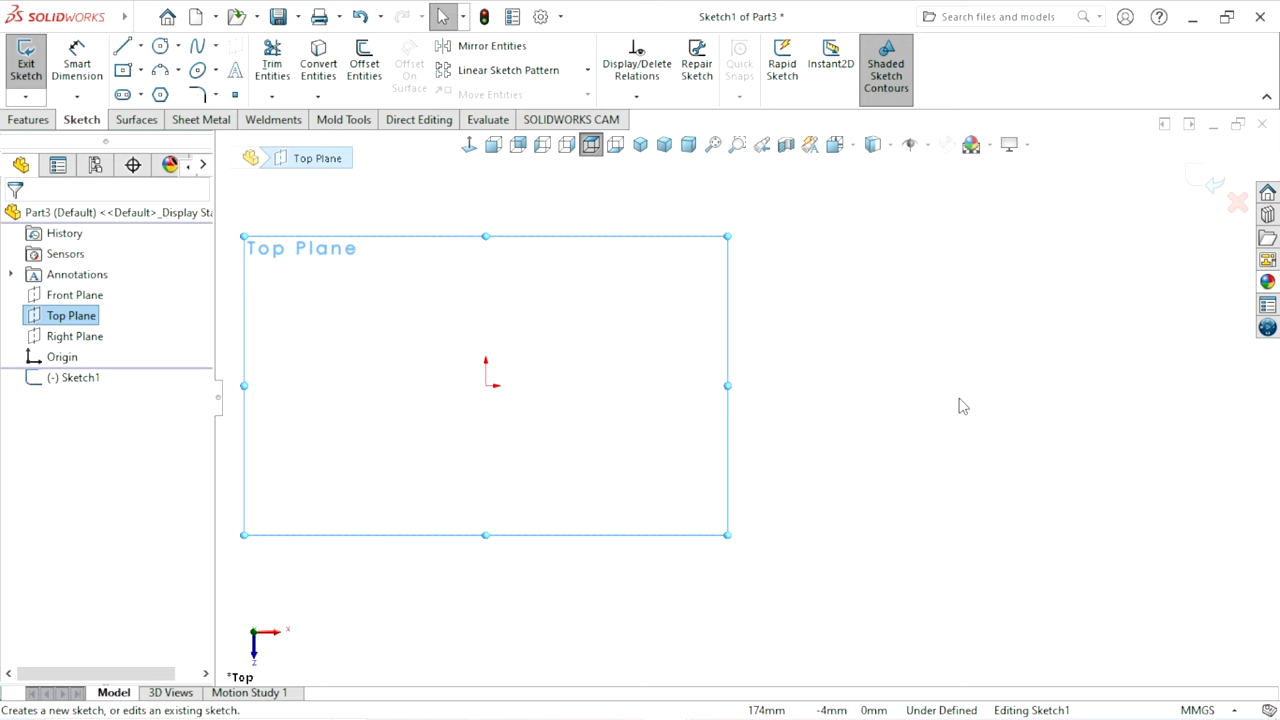 SOLIDWORKS
Sketch1 of Part3 *
Search files and models
Exit Sketch
Smart Dimension
Trim Entities
Convert Entities
Offset Entities
Offset On Surface
Mirror Entities
Linear Sketch Pattern
Move Entities
Display/Delete Relations
Repair Sketch
Quick Snaps
Rapid Sketch
Instant2D
Shaded Sketch Contours
Features
Sketch
Surfaces
Sheet Metal
Weldments
Mold Tools
Direct Editing
Evaluate
SOLIDWORKS CAM
Top Plane
Part3 (Default) <<Default>_Display Sta
History
Sensors
Annotations
Front Plane
Top Plane
Right Plane
Origin
(-) Sketch1
Top Plane
x
z
*Top
Model
3D Views
Motion Study 1
Creates a new sketch, or edits an existing sketch.
174mm
-4mm
0mm
Under Defined
Editing Sketch1
MMGS